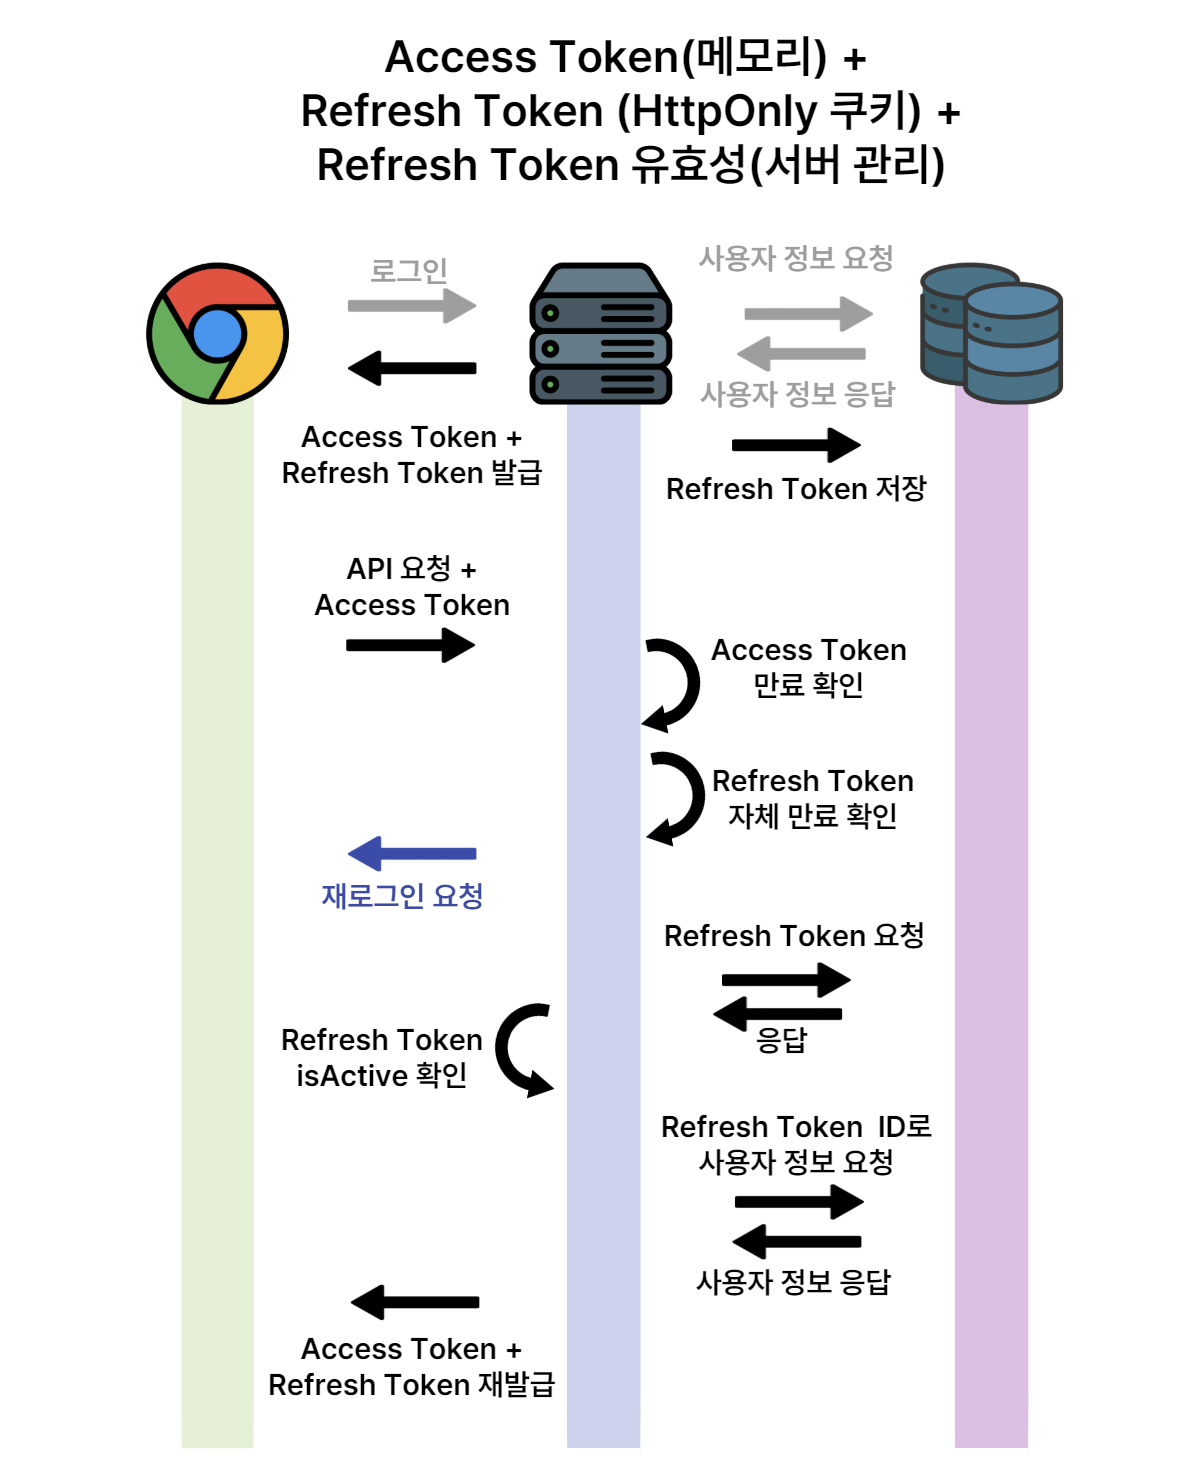 Access Token(메모리) +
Refresh Token (HttpOnly 쿠키) +
Refresh Token 유효성(서버 관리)
로그인
사용자 정보 요청
사용자 정보 응답
Access Token +
Refresh Token 발급
Refresh Token 저장
API 요청 +
Access Token
Access Token
만료 확인
Refresh Token
자체 만료 확인
재로그인 요청
Refresh Token 요청
응답
Refresh Token
isActive 확인
Refresh Token ID로
사용자 정보 요청
사용자 정보 응답
Access Token +
Refresh Token 재발급